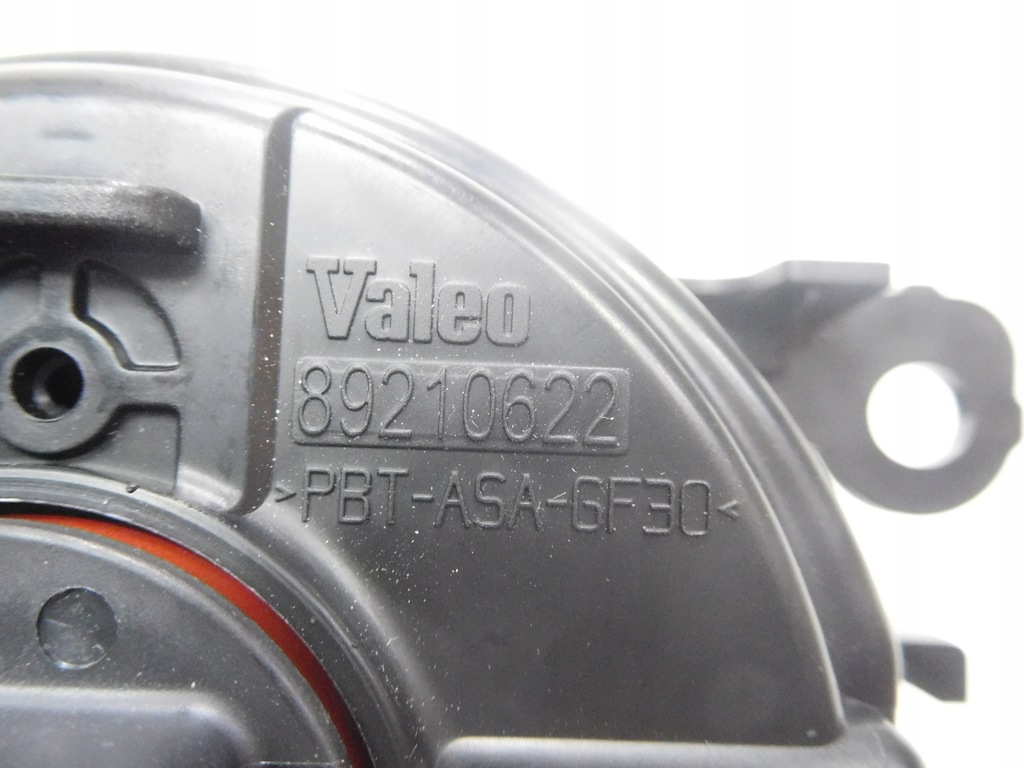 Valeo
89210622
>PBT-ASA-GF30<